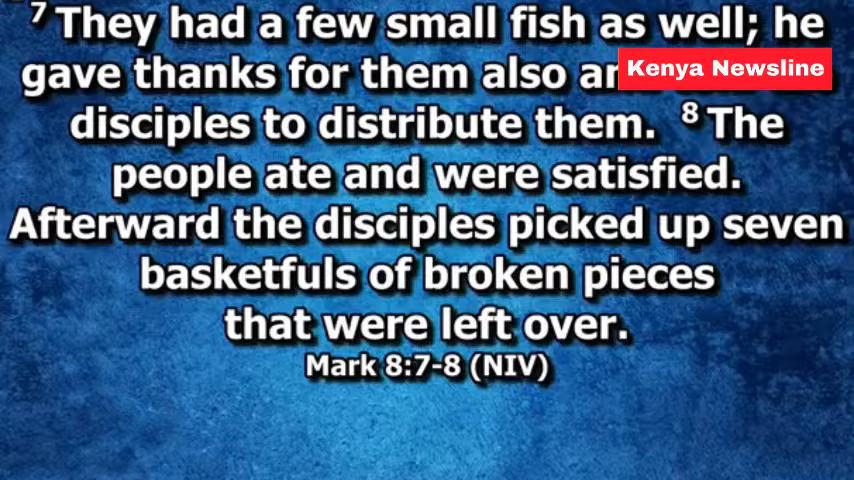 7 They had a few small fish as well; he
gave thanks for them also
Kenya Newsline
disciples to distribute them. 8 The
people ate and were satisfied.
Afterward the disciples picked up seven
basketfuls of broken pieces
that were left over.
Mark 8:7-8 (NIV)